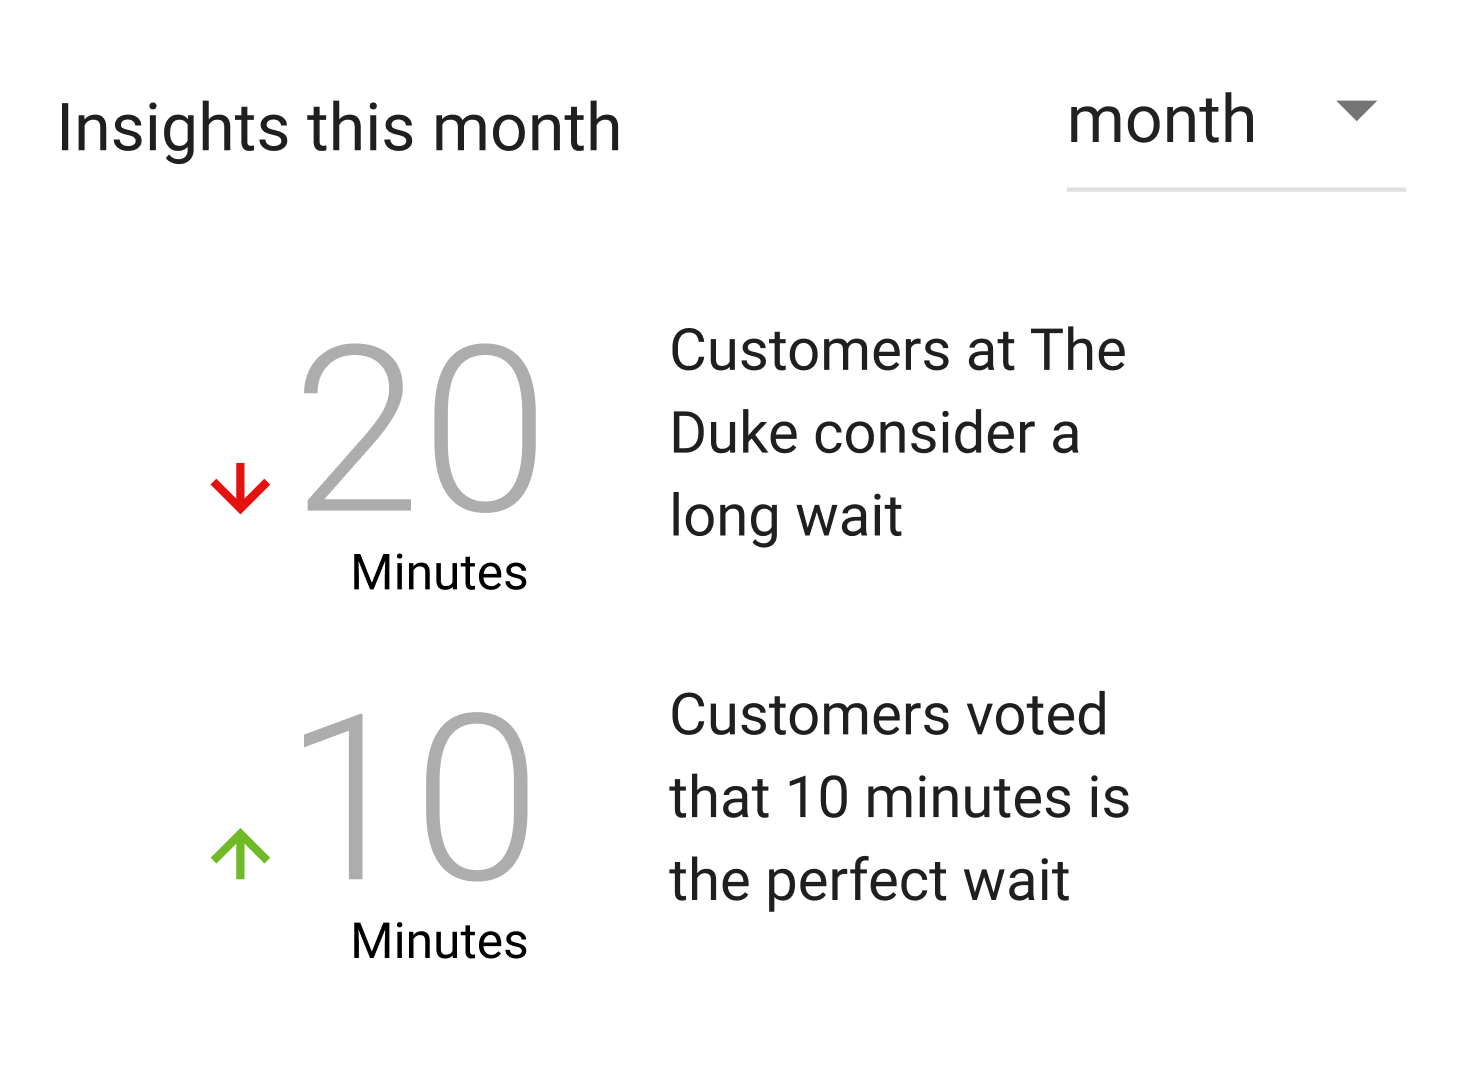 Insights this month
month
20
Minutes
Customers at The
Duke consider a
long wait
10
Minutes
Customers voted
that 10 minutes is
the perfect wait